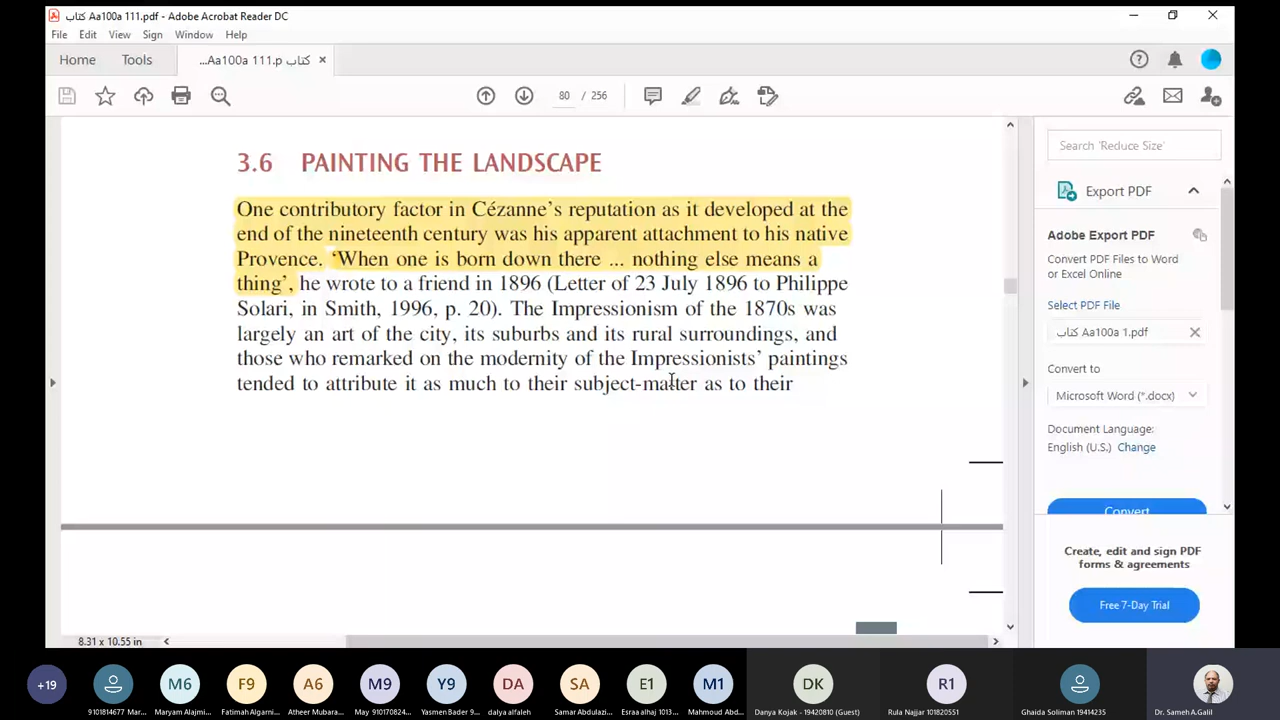 كتاب Aa100a 111.pdf - Adobe Acrobat Reader DC
File Edit View Sign Window Help
Home Tools ...Aa100a 111.p كتاب ×
80 / 256
3.6 PAINTING THE LANDSCAPE
One contributory factor in Cézanne's reputation as it developed at the
end of the nineteenth century was his apparent attachment to his native
Provence. 'When one is born down there ... nothing else means a
thing', he wrote to a friend in 1896 (Letter of 23 July 1896 to Philippe
Solari, in Smith, 1996, p. 20). The Impressionism of the 1870s was
largely an art of the city, its suburbs and its rural surroundings, and
those who remarked on the modernity of the Impressionists' paintings
tended to attribute it as much to their subject-matter as to their
8.31 x 10.55 in
Search 'Reduce Size'
Export PDF
Adobe Export PDF
Convert PDF Files to Word
or Excel Online
Select PDF File
كتاب Aa100a 1.pdf
Convert to
Microsoft Word (*.docx)
Document Language:
English (U.S.) Change
Convert
Create, edit and sign PDF
forms & agreements
Free 7-Day Trial
+19 M6 F9 A6 M9 Y9 DA SA E1 M1 DK R1
9101814677 Mar... Maryam Alajmi... Fatimah Algarni... Atheer Mubara... May 910170824... Yasmen Bader 9... dalya alfaleh Samar Abdulazi... Esraa alhaj 1013... Mahmoud Abd... Danya Kojak - 19420810 (Guest) Rula Najjar 101820551 Ghaida Soliman 19414235 Dr. Sameh A.Galil